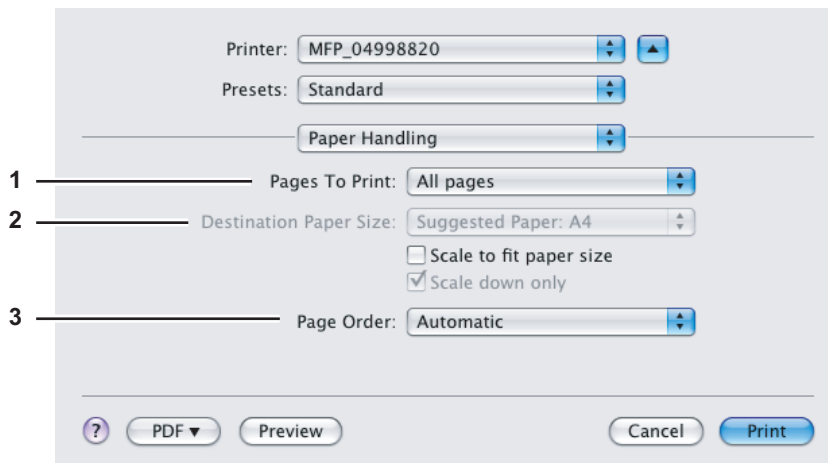 Printer: MFP_04998820
Presets: Standard
Paper Handling
1 Pages To Print: All pages
2 Destination Paper Size: Suggested Paper: A4
Scale to fit paper size
Scale down only
3 Page Order: Automatic
? PDF ▼ Preview Cancel Print